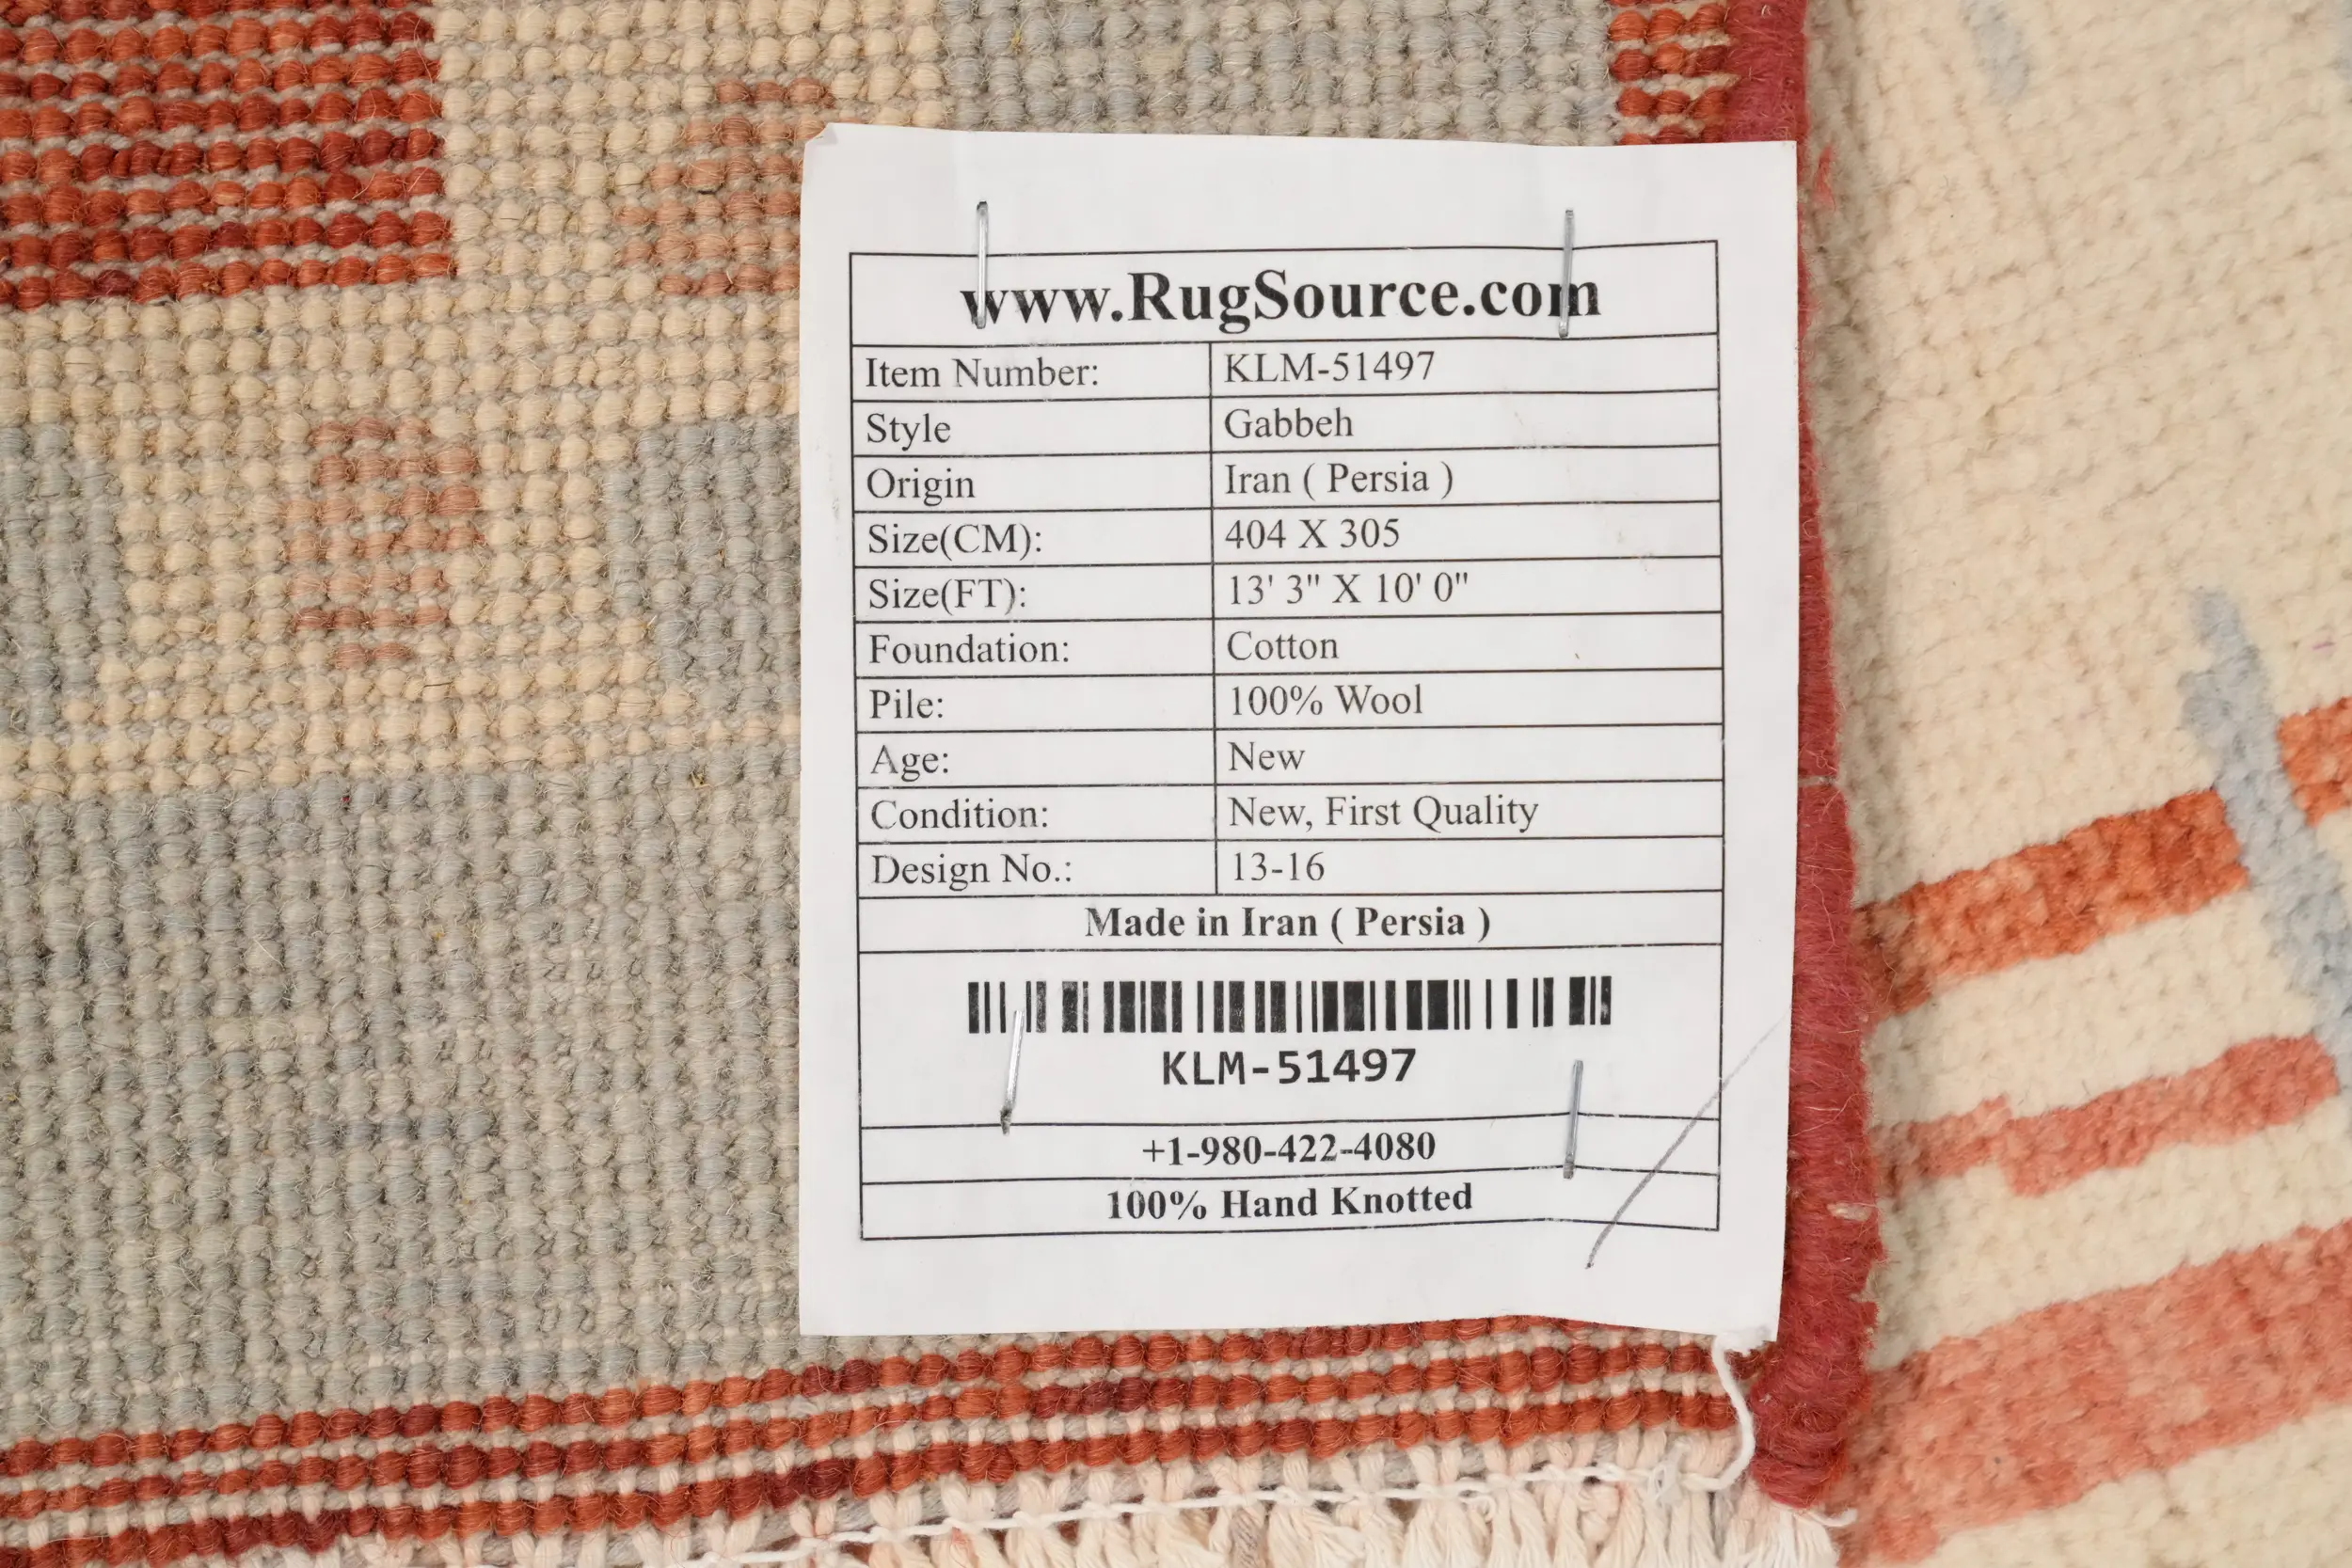 www.RugSource.com
Item Number: KLM-51497
Style Gabbeh
Origin Iran ( Persia )
Size(CM): 404 X 305
Size(FT): 13' 3" X 10' 0"
Foundation: Cotton
Pile: 100% Wool
Age: New
Condition: New, First Quality
Design No.: 13-16
Made in Iran ( Persia )
KLM-51497
+1-980-422-4080
100% Hand Knotted